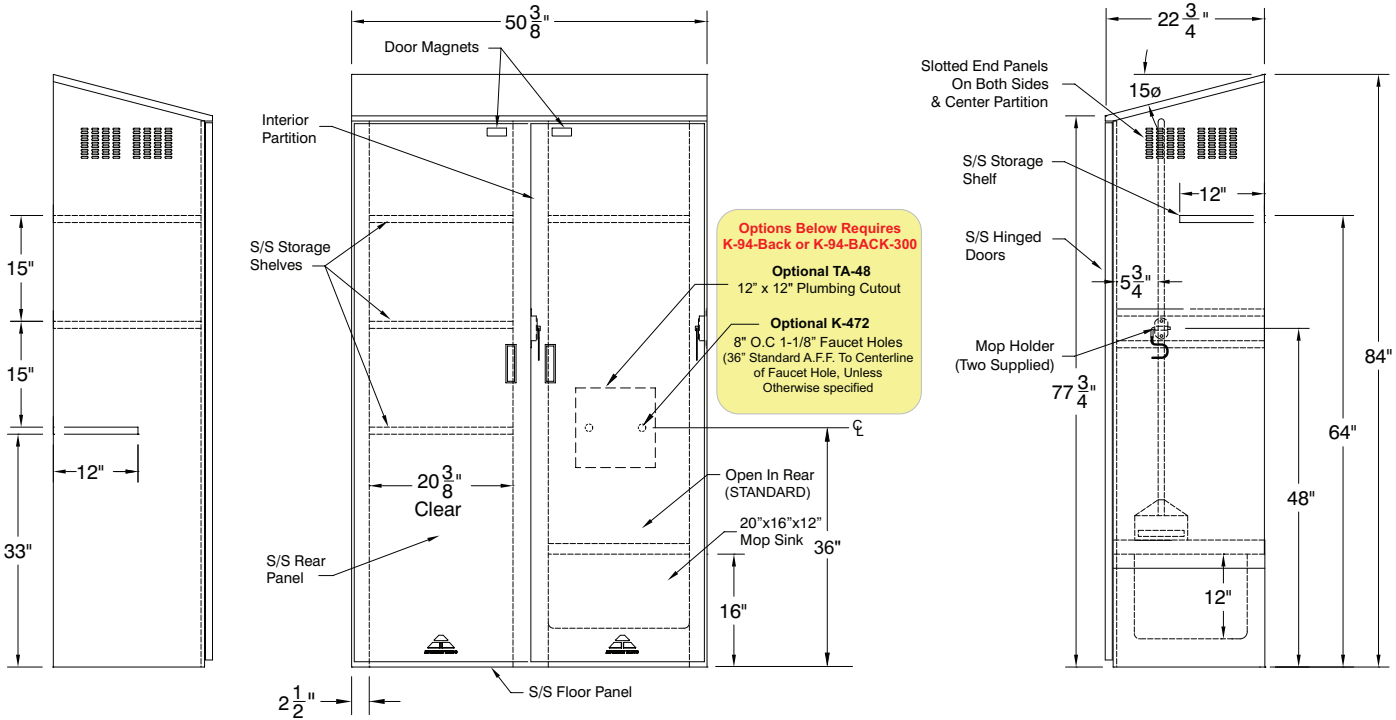 50 3/8"
Door Magnets
Interior
Partition
S/S Storage
Shelves
15"
15"
12"
33"
20 3/8"
Clear
S/S Rear
Panel
2 1/2"
S/S Floor Panel
Options Below Requires
K-94-Back or K-94-BACK-300
Optional TA-48
12" x 12" Plumbing Cutout
Optional K-472
8" O.C 1-1/8" Faucet Holes
(36" Standard A.F.F. To Centerline
of Faucet Hole, Unless
Otherwise specified
℄
Open In Rear
(STANDARD)
20"x16"x12"
Mop Sink
36"
16"
22 3/4"
Slotted End Panels
On Both Sides
& Center Partition
15ø
S/S Storage
Shelf
12"
S/S Hinged
Doors
5 3/4"
Mop Holder
(Two Supplied)
77 3/4"
84"
64"
48"
12"